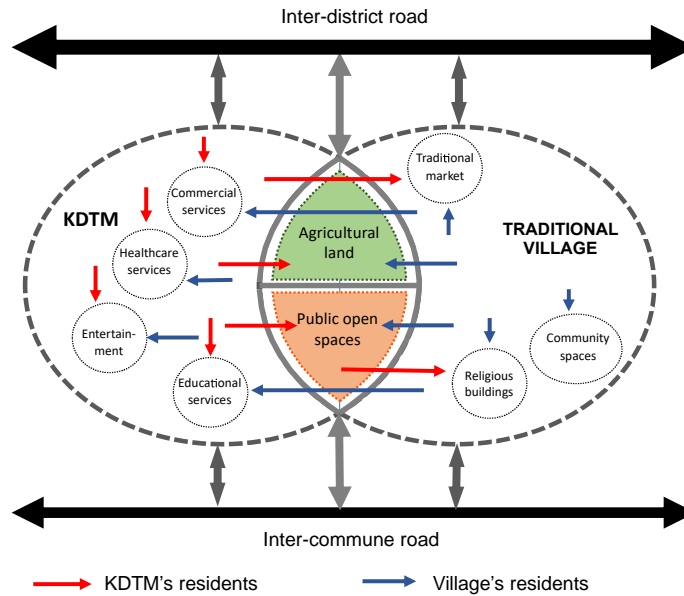 Inter-district road
Traditional
market
Commercial
services
KDTM
TRADITIONAL
VILLAGE
Agricultural
land
Healthcare
services
Public open
spaces
Entertain-
ment
Community
spaces
Educational
services
Religious
buildings
Inter-commune road
KDTM's residents
Village's residents